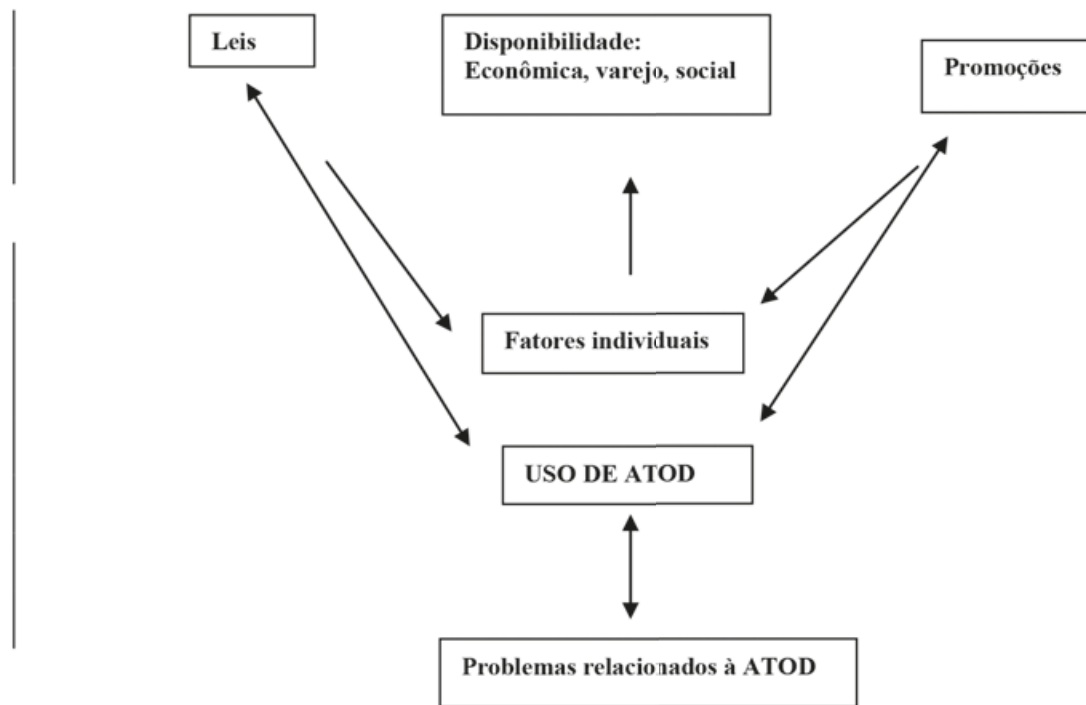 Leis
Disponibilidade:
Econômica, varejo, social
Promoções
Fatores individuais
USO DE ATOD
Problemas relacionados à ATOD